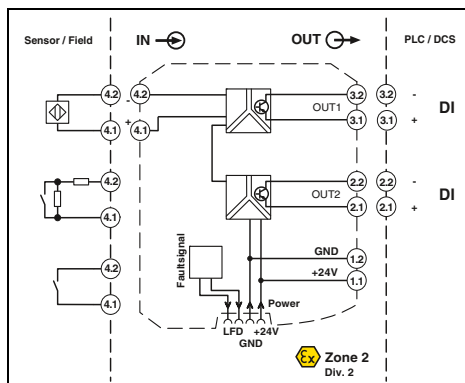 Sensor / Field IN OUT PLC / DCS
4.2 - 4.2 3.2 3.2 -
OUT1 DI
4.1 + 4.1 3.1 3.1 +
4.2 2.2 2.2 -
OUT2 DI
4.1 2.1 2.1 +
Faultsignal
GND 1.2
4.2
+24V 1.1
4.1
Power
LFD +24V
GND
Ex Zone 2
Div. 2